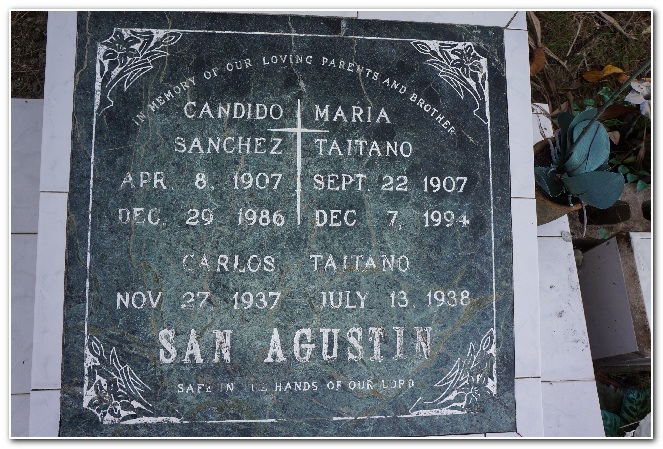 IN MEMORY OF OUR LOVING PARENTS AND BROTHER
CANDIDO MARIA
SANCHEZ TAITANO
APR. 8, 1907 SEPT. 22 1907
DEC. 29 1986 DEC 7, 1994
CARLOS TAITANO
NOV 27 1937 JULY 13, 1938
SAN AGUSTIN
SAFE IN THE HANDS OF OUR LORD